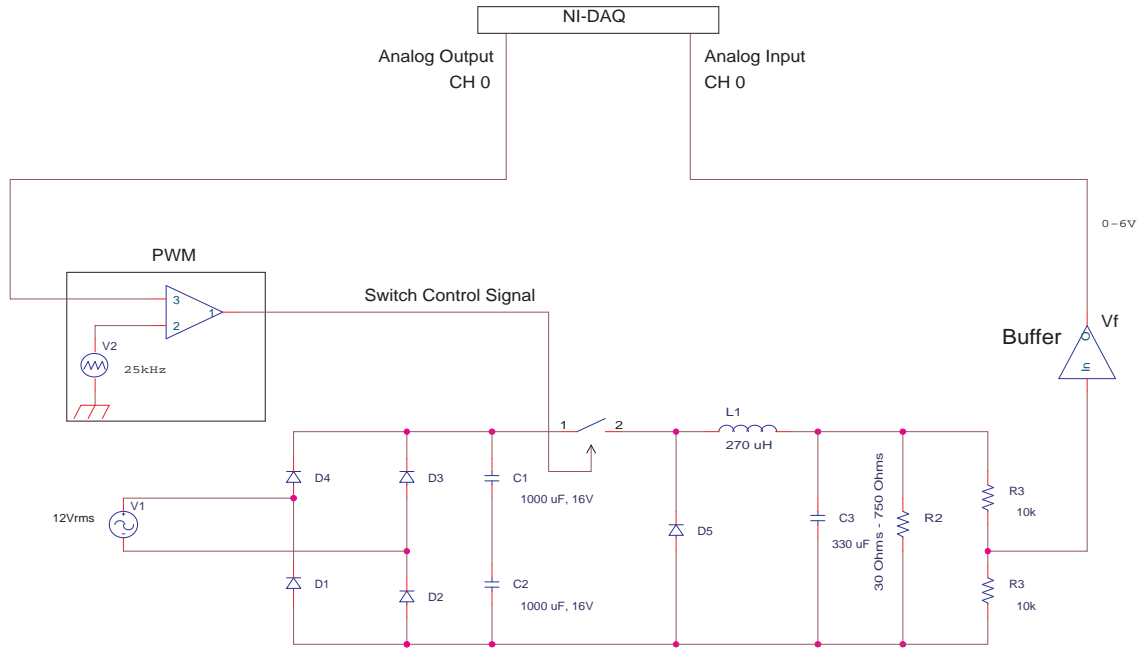 NI-DAQ
Analog Output
CH 0
Analog Input
CH 0
0-6V
PWM
3
2
1
V2
25kHz
Switch Control Signal
Buffer
Vf
O
In
1
2
L1
270 uH
D4
D3
C1
1000 uF, 16V
V1
12Vrms
D5
C3
330 uF
30 Ohms - 750 Ohms
R2
R3
10k
D1
D2
C2
1000 uF, 16V
R3
10k